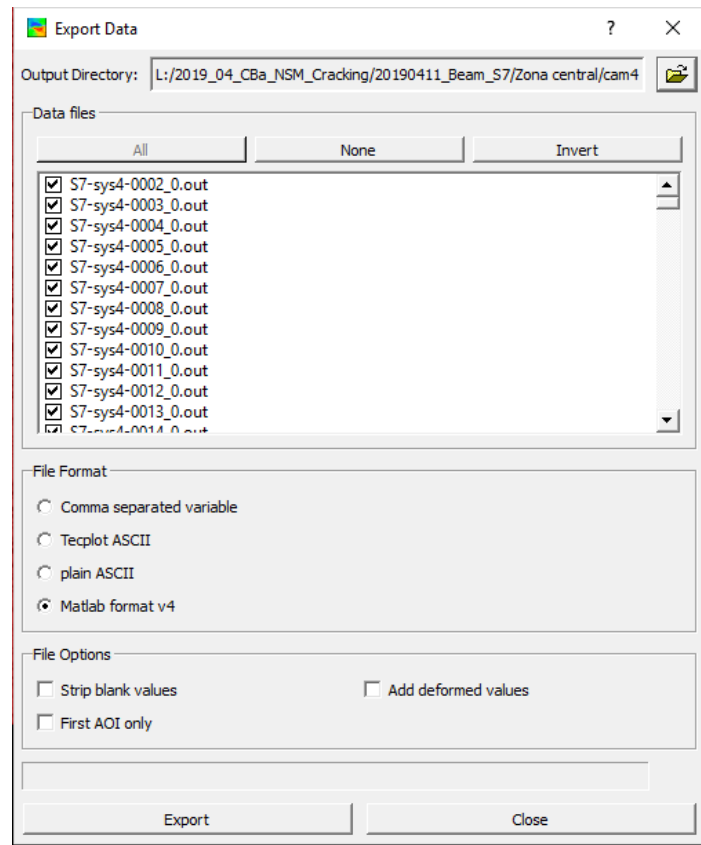 Export Data ?
Output Directory: L:/2019_04_CBa_NSM_Cracking/20190411_Beam_S7/Zona central/cam4
Data files
All None Invert
S7-sys4-0002_0.out
S7-sys4-0003_0.out
S7-sys4-0004_0.out
S7-sys4-0005_0.out
S7-sys4-0006_0.out
S7-sys4-0007_0.out
S7-sys4-0008_0.out
S7-sys4-0009_0.out
S7-sys4-0010_0.out
S7-sys4-0011_0.out
S7-sys4-0012_0.out
S7-sys4-0013_0.out
S7-sys4-0014_0.out
File Format
Comma separated variable
Tecplot ASCII
plain ASCII
Matlab format v4
File Options
Strip blank values Add deformed values
First AOI only
Export Close